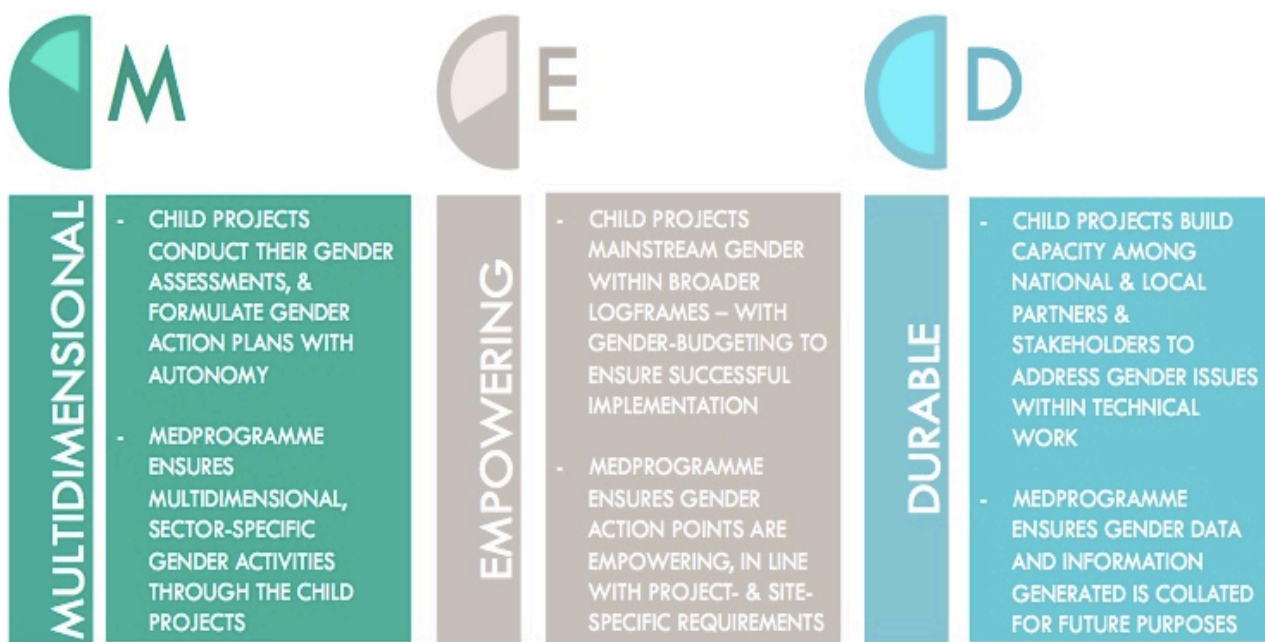 M
E
D
MULTIDIMENSIONAL
- CHILD PROJECTS
CONDUCT THEIR GENDER
ASSESSMENTS, &
FORMULATE GENDER
ACTION PLANS WITH
AUTONOMY
- MEDPROGRAMME
ENSURES
MULTIDIMENSIONAL,
SECTOR-SPECIFIC
GENDER ACTIVITIES
THROUGH THE CHILD
PROJECTS
EMPOWERING
- CHILD PROJECTS
MAINSTREAM GENDER
WITHIN BROADER
LOGFRAMES – WITH
GENDER-BUDGETING TO
ENSURE SUCCESSFUL
IMPLEMENTATION
- MEDPROGRAMME
ENSURES GENDER
ACTION POINTS ARE
EMPOWERING, IN LINE
WITH PROJECT- & SITE-
SPECIFIC REQUIREMENTS
DURABLE
- CHILD PROJECTS BUILD
CAPACITY AMONG
NATIONAL & LOCAL
PARTNERS &
STAKEHOLDERS TO
ADDRESS GENDER ISSUES
WITHIN TECHNICAL
WORK
- MEDPROGRAMME
ENSURES GENDER DATA
AND INFORMATION
GENERATED IS COLLATED
FOR FUTURE PURPOSES